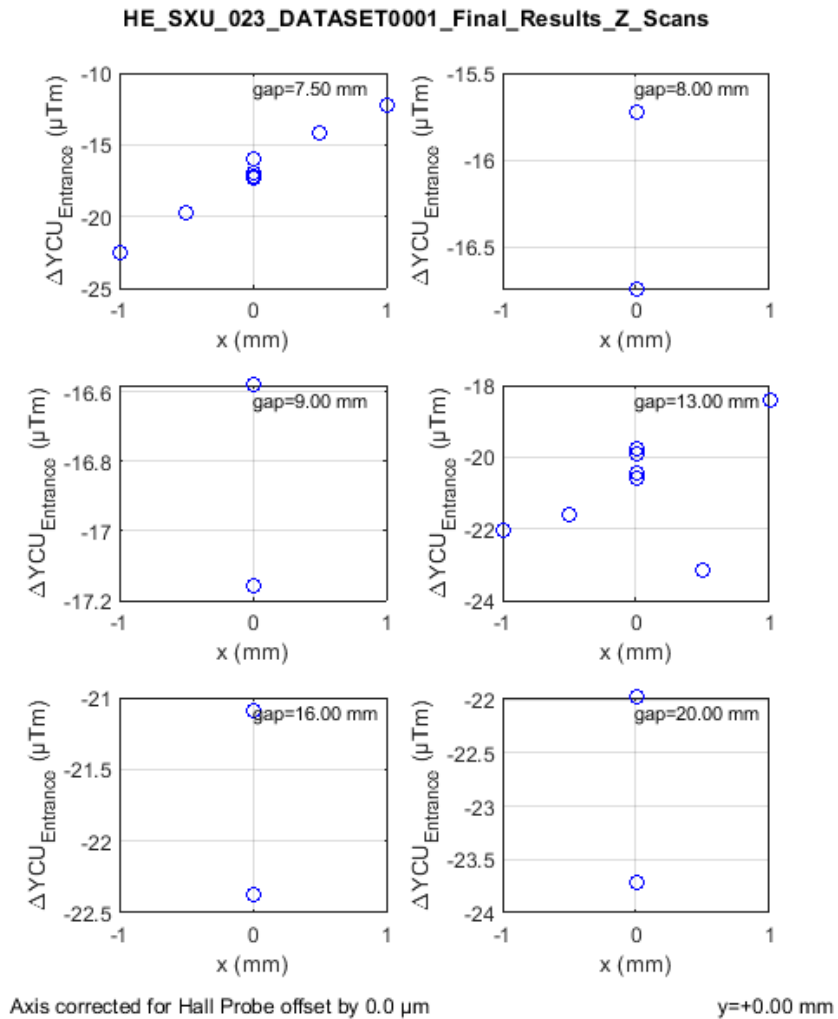 HE_SXU_023_DATASET0001_Final_Results_Z_Scans
gap=7.50 mm
ΔYCU_Entrance (μTm)
-10
-15
-20
-25
-1 0 1
x (mm)
gap=8.00 mm
ΔYCU_Entrance (μTm)
-15.5
-16
-16.5
-1 0 1
x (mm)
gap=9.00 mm
ΔYCU_Entrance (μTm)
-16.6
-16.8
-17
-17.2
-1 0 1
x (mm)
gap=13.00 mm
ΔYCU_Entrance (μTm)
-18
-20
-22
-24
-1 0 1
x (mm)
gap=16.00 mm
ΔYCU_Entrance (μTm)
-21
-21.5
-22
-22.5
-1 0 1
x (mm)
gap=20.00 mm
ΔYCU_Entrance (μTm)
-22
-22.5
-23
-23.5
-24
-1 0 1
x (mm)
Axis corrected for Hall Probe offset by 0.0 μm
y=+0.00 mm